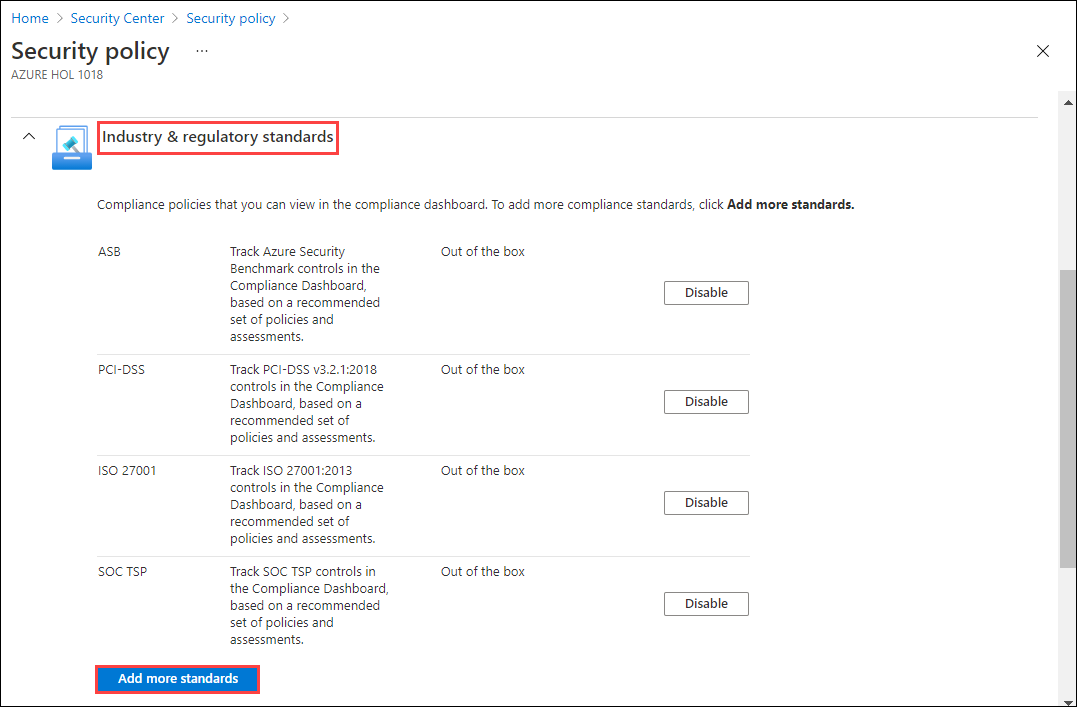 Home > Security Center > Security policy >
Security policy ...
AZURE HOL 1018
Industry & regulatory standards
Compliance policies that you can view in the compliance dashboard. To add more compliance standards, click Add more standards.
ASB
Track Azure Security
Benchmark controls in the
Compliance Dashboard,
based on a recommended
set of policies and
assessments.
Out of the box
Disable
PCI-DSS
Track PCI-DSS v3.2.1:2018
controls in the Compliance
Dashboard, based on a
recommended set of
policies and assessments.
Out of the box
Disable
ISO 27001
Track ISO 27001:2013
controls in the Compliance
Dashboard, based on a
recommended set of
policies and assessments.
Out of the box
Disable
SOC TSP
Track SOC TSP controls in
the Compliance Dashboard,
based on a recommended
set of policies and
assessments.
Out of the box
Disable
Add more standards